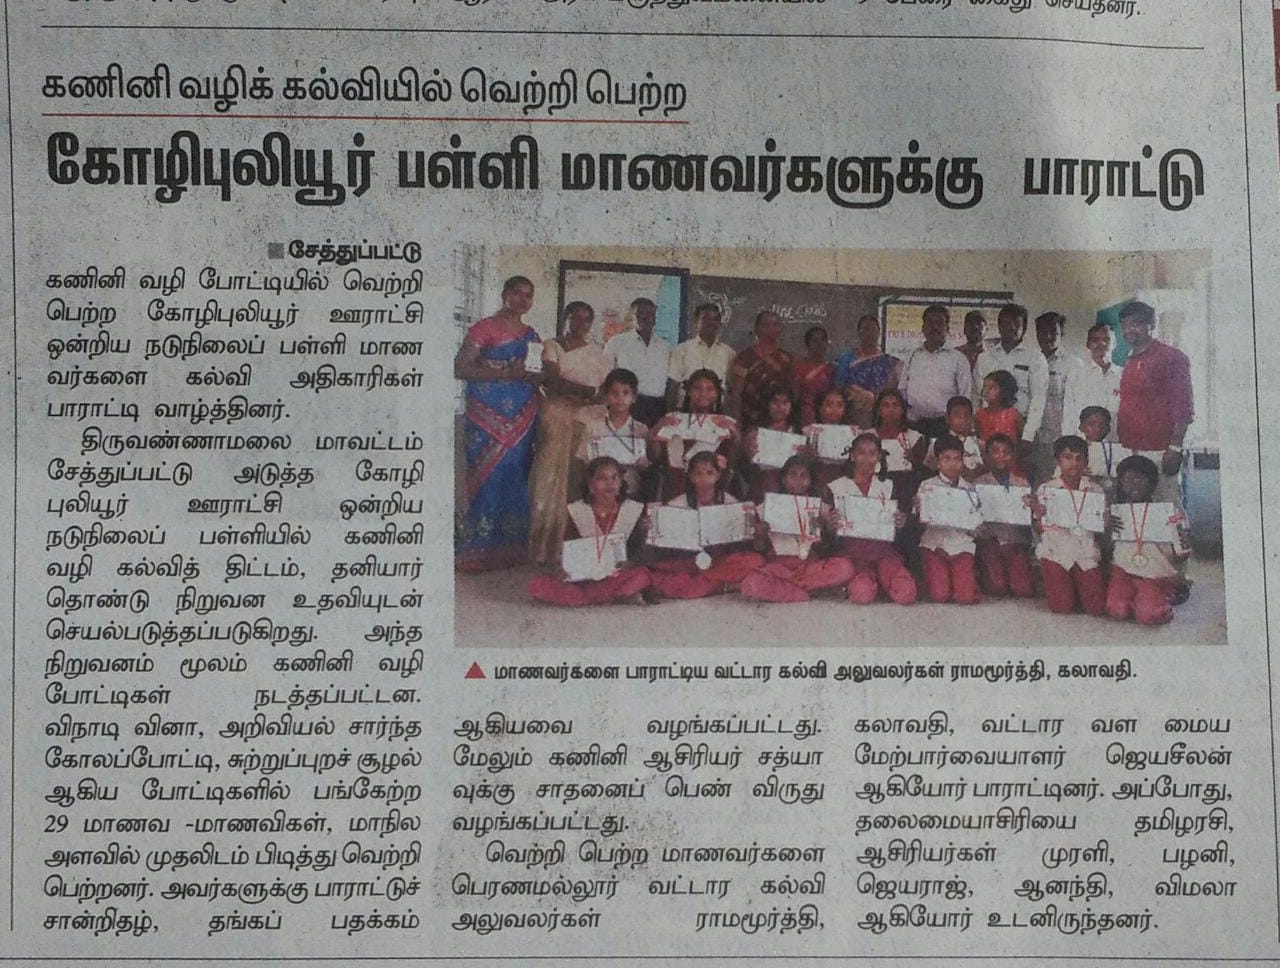 செய்தனர்.
கணினி வழிக் கல்வியில் வெற்றி பெற்ற
கோழிபுலியூர் பள்ளி மாணவர்களுக்கு பாராட்டு
சேத்துப்பட்டு
கணினி வழி போட்டியில் வெற்றி
பெற்ற கோழிபுலியூர் ஊராட்சி
ஒன்றிய நடுநிலைப் பள்ளி மாண
வர்களை கல்வி அதிகாரிகள்
பாராட்டி வாழ்த்தினர்.
திருவண்ணாமலை மாவட்டம்
சேத்துப்பட்டு அடுத்த கோழி
புலியூர் ஊராட்சி ஒன்றிய
நடுநிலைப் பள்ளியில் கணினி
வழி கல்வித் திட்டம், தனியார்
தொண்டு நிறுவன உதவியுடன்
செயல்படுத்தப்படுகிறது. அந்த
நிறுவனம் மூலம் கணினி வழி
போட்டிகள் நடத்தப்பட்டன.
விநாடி வினா, அறிவியல் சார்ந்த
கோலப்போட்டி, சுற்றுப்புறச் சூழல்
ஆகிய போட்டிகளில் பங்கேற்ற
29 மாணவ -மாணவிகள், மாநில
அளவில் முதலிடம் பிடித்து வெற்றி
பெற்றனர். அவர்களுக்கு பாராட்டுச்
சான்றிதழ், தங்கப் பதக்கம்
▲ மாணவர்களை பாராட்டிய வட்டார கல்வி அலுவலர்கள் ராமமூர்த்தி, கலாவதி.
ஆகியவை வழங்கப்பட்டது.
மேலும் கணினி ஆசிரியர் சத்யா
வுக்கு சாதனைப் பெண் விருது
வழங்கப்பட்டது.
வெற்றி பெற்ற மாணவர்களை
பெரணமல்லூர் வட்டார கல்வி
அலுவலர்கள் ராமமூர்த்தி,
கலாவதி, வட்டார வள மைய
மேற்பார்வையாளர் ஜெயசீலன்
ஆகியோர் பாராட்டினர். அப்போது,
தலைமையாசிரியை தமிழரசி,
ஆசிரியர்கள் முரளி, பழனி,
ஜெயராஜ், ஆனந்தி, விமலா
ஆகியோர் உடனிருந்தனர்.